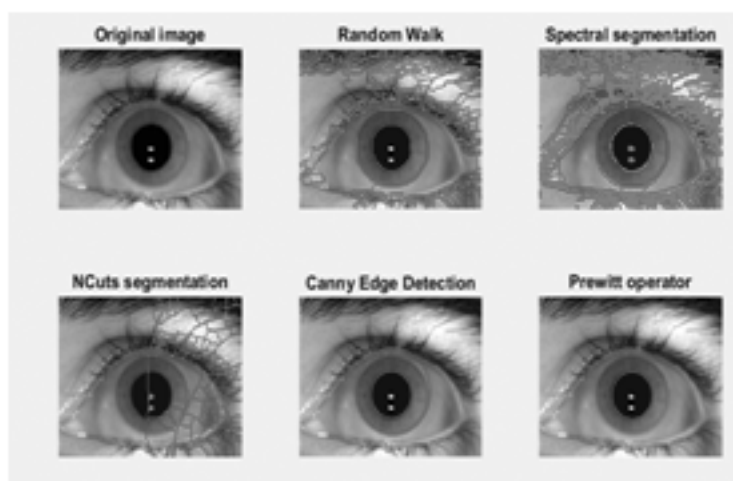 Original image
Random Walk
Spectral segmentation
NCuts segmentation
Canny Edge Detection
Prewitt operator